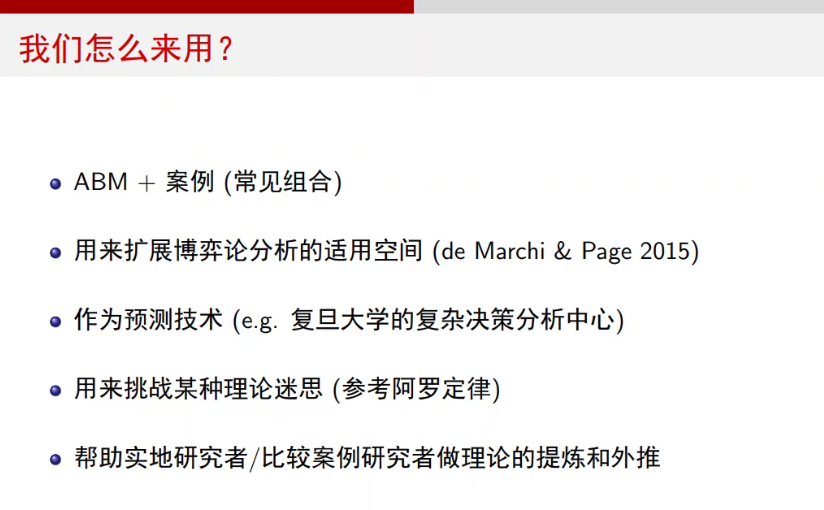 我们怎么来用?
ABM + 案例 (常见组合)
用来扩展博弈论分析的适用空间 (de Marchi & Page 2015)
作为预测技术 (e.g. 复旦大学的复杂决策分析中心)
用来挑战某种理论迷思 (参考阿罗定律)
帮助实地研究者/比较案例研究者做理论的提炼和外推